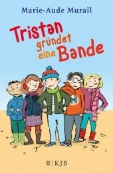 Marie-Aude Murail
Tristan
gründet
eine
Bande
FKJB